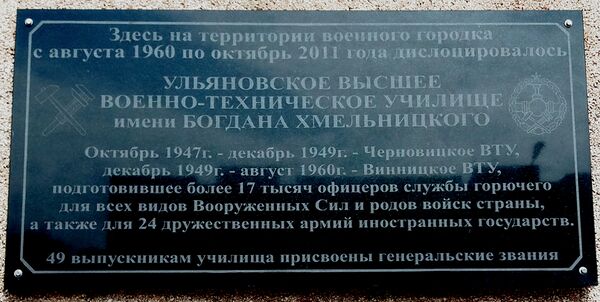 Здесь на территории военного городка
с августа 1960 по октябрь 2011 года дислоцировалось
УЛЬЯНОВСКОЕ ВЫСШЕЕ
ВОЕННО-ТЕХНИЧЕСКОЕ УЧИЛИЩЕ
имени БОГДАНА ХМЕЛЬНИЦКОГО
Октябрь 1947г. - декабрь 1949г. - Черновицкое ВТУ,
декабрь 1949г. - август 1960г. - Винницкое ВТУ,
подготовившее более 17 тысяч офицеров службы горючего
для всех видов Вооруженных Сил и родов войск страны,
а также для 24 дружественных армий иностранных государств.
49 выпускникам училища присвоены генеральские звания